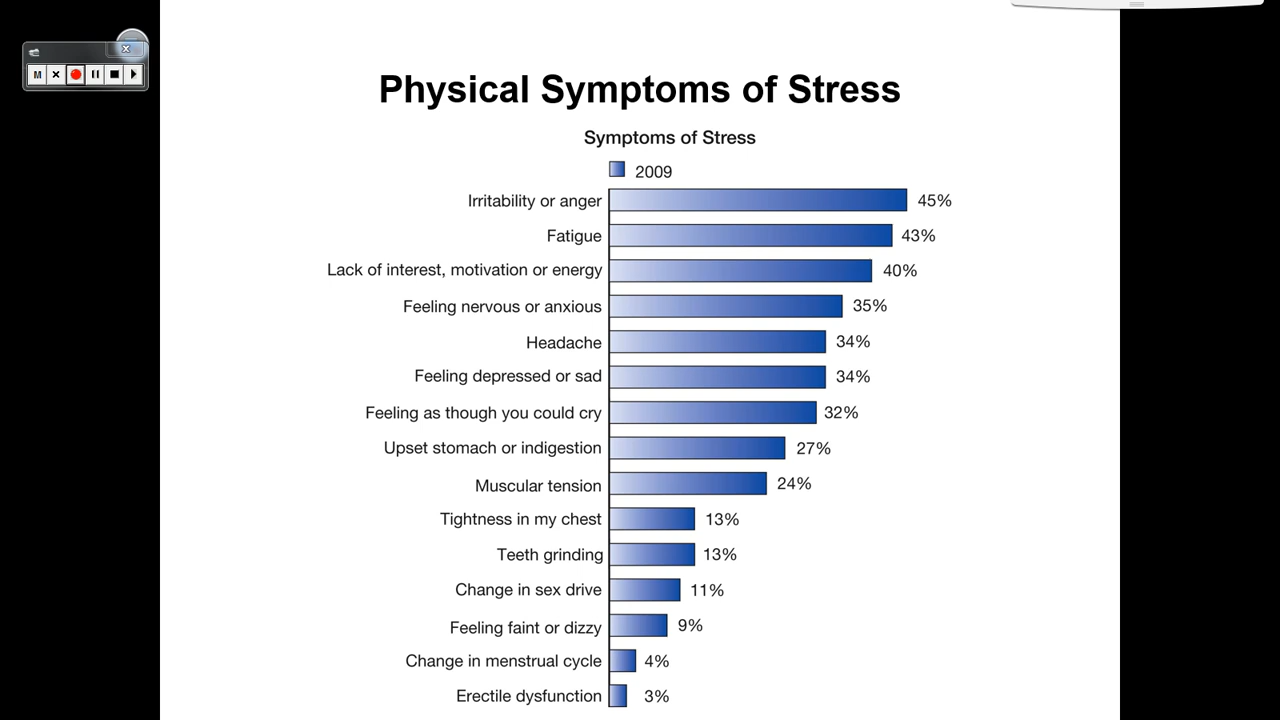 M
Physical Symptoms of Stress
Symptoms of Stress
2009
Irritability or anger 45%
Fatigue 43%
Lack of interest, motivation or energy 40%
Feeling nervous or anxious 35%
Headache 34%
Feeling depressed or sad 34%
Feeling as though you could cry 32%
Upset stomach or indigestion 27%
Muscular tension 24%
Tightness in my chest 13%
Teeth grinding 13%
Change in sex drive 11%
Feeling faint or dizzy 9%
Change in menstrual cycle 4%
Erectile dysfunction 3%